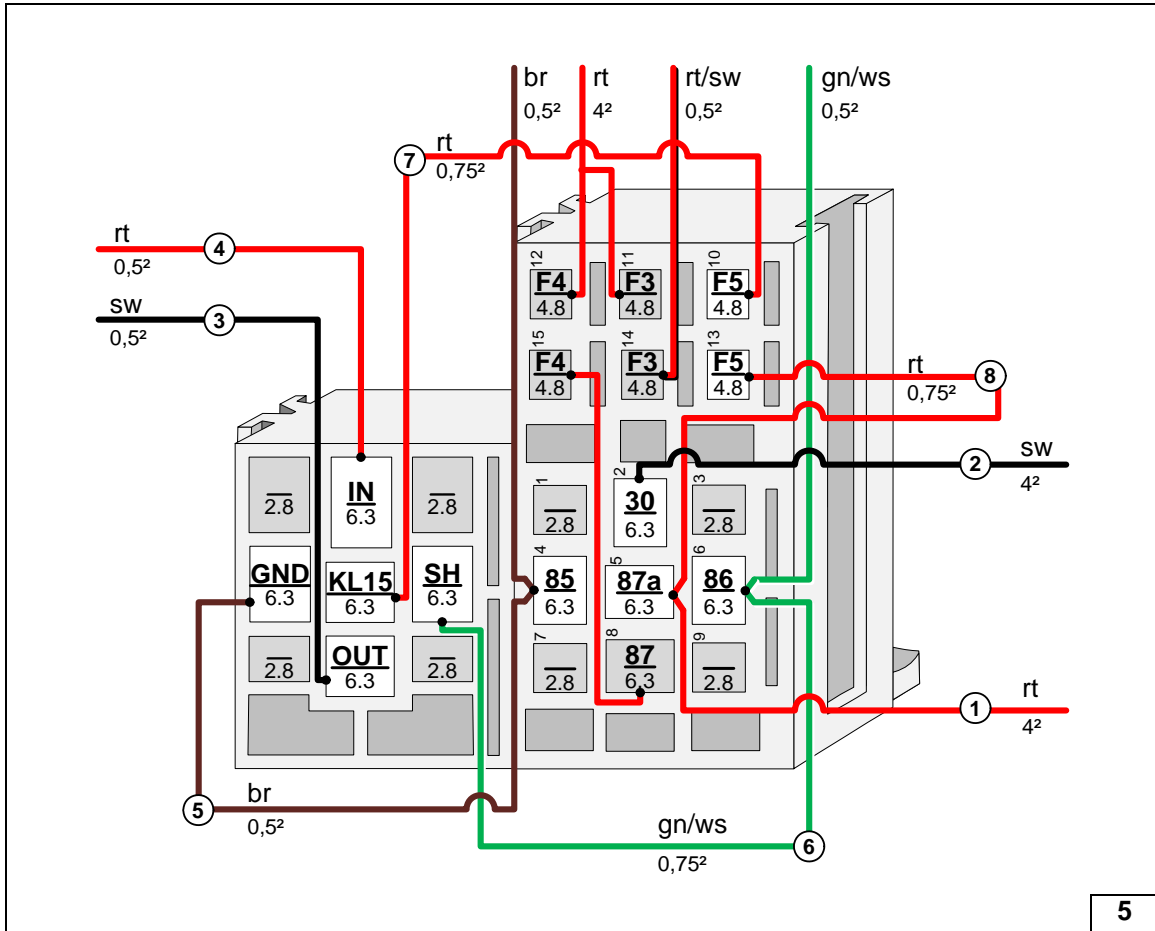 br
0,5²
rt
4²
rt/sw
0,5²
gn/ws
0,5²
7
rt
0,75²
rt
0,5²
4
sw
0,5²
3
12
F4
4.8
11
F3
4.8
10
F5
4.8
15
F4
4.8
14
F3
4.8
13
F5
4.8
rt
0,75²
8
2
sw
4²
2.8
IN
6.3
2.8
1
2.8
2
30
6.3
3
2.8
GND
6.3
KL15
6.3
SH
6.3
4
85
6.3
5
87a
6.3
6
86
6.3
2.8
OUT
6.3
2.8
7
2.8
8
87
6.3
9
2.8
1
rt
4²
5
br
0,5²
gn/ws
0,75²
6
5